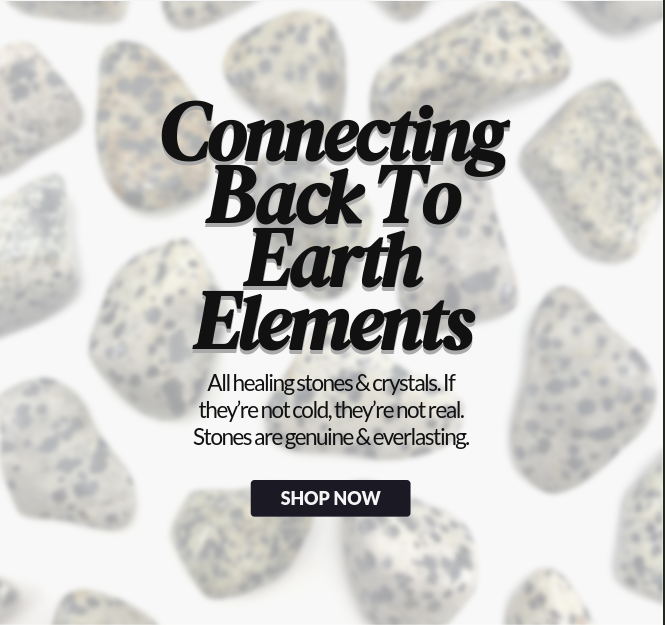 Connecting
Back To
Earth
Elements
All healing stones & crystals. If
they’re not cold, they’re not real.
Stones are genuine & everlasting.
SHOP NOW